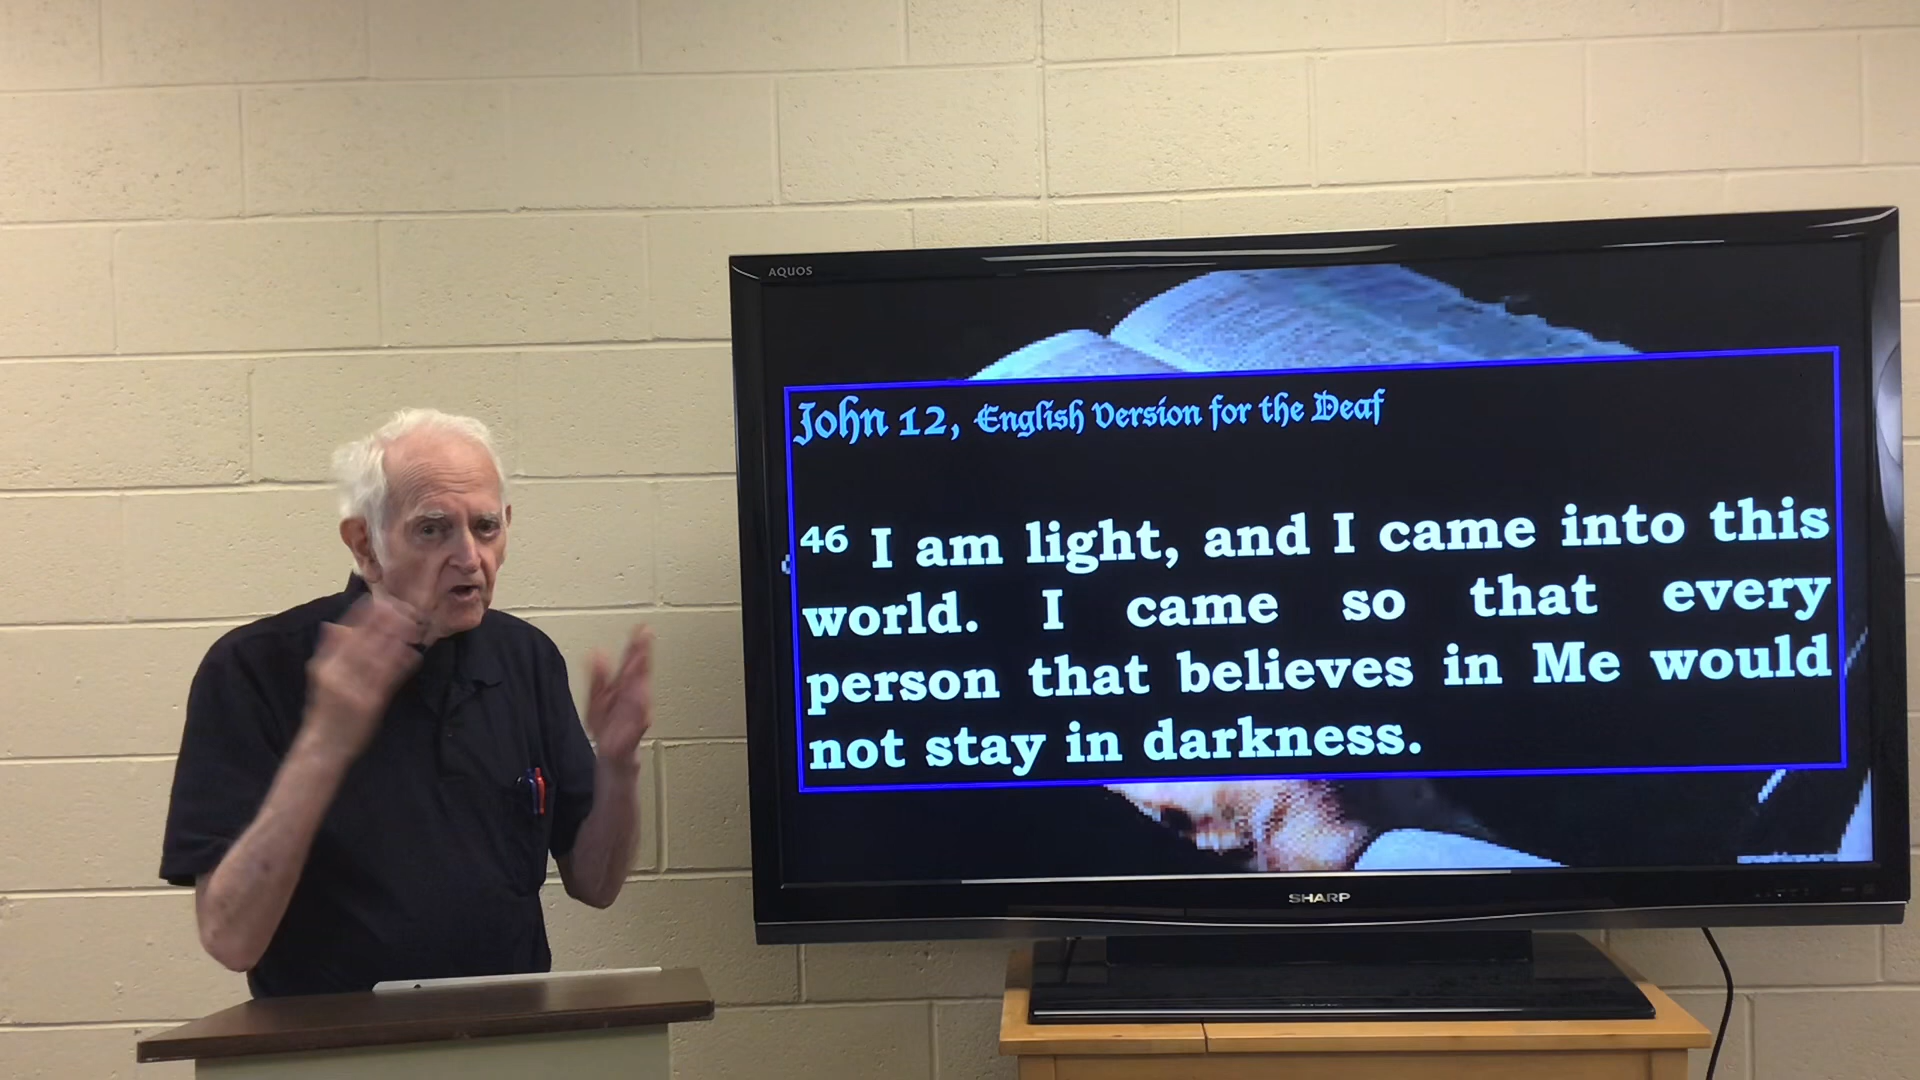 AQUOS
John 12, English Version for the Deaf
46 I am light, and I came into this
world. I came so that every
person that believes in Me would
not stay in darkness.
SHARP